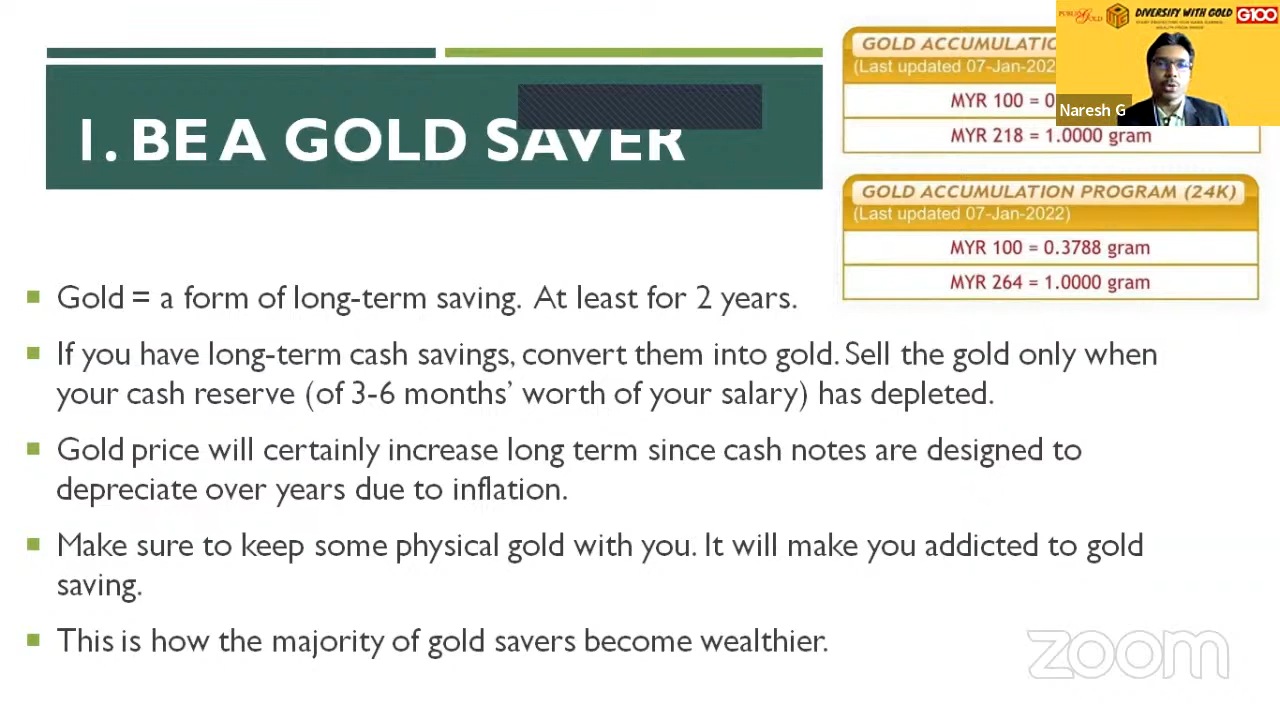 1. BE A GOLD SAVER
GOLD ACCUMULATIO
(Last updated 07-Jan-202
MYR 100 = 0
MYR 218 = 1.0000 gram
DIVERSIFY WITH GOLD
G100
Naresh G
GOLD ACCUMULATION PROGRAM (24K)
(Last updated 07-Jan-2022)
MYR 100 = 0.3788 gram
MYR 264 = 1.0000 gram
Gold = a form of long-term saving. At least for 2 years.
If you have long-term cash savings, convert them into gold. Sell the gold only when
your cash reserve (of 3-6 months’ worth of your salary) has depleted.
Gold price will certainly increase long term since cash notes are designed to
depreciate over years due to inflation.
Make sure to keep some physical gold with you. It will make you addicted to gold
saving.
This is how the majority of gold savers become wealthier.
zoom